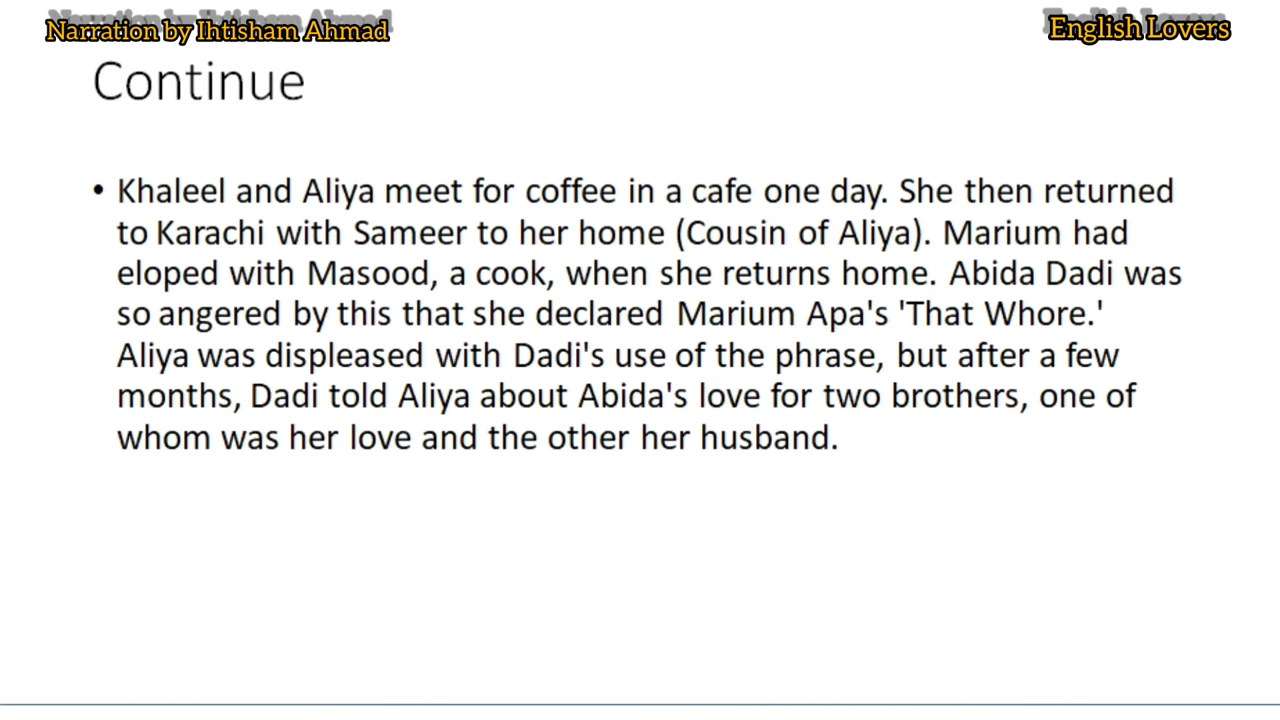 Narration by Ihtisham Ahmad
English Lovers
Continue
• Khaleel and Aliya meet for coffee in a cafe one day. She then returned
to Karachi with Sameer to her home (Cousin of Aliya). Marium had
eloped with Masood, a cook, when she returns home. Abida Dadi was
so angered by this that she declared Marium Apa's 'That Whore.'
Aliya was displeased with Dadi's use of the phrase, but after a few
months, Dadi told Aliya about Abida's love for two brothers, one of
whom was her love and the other her husband.